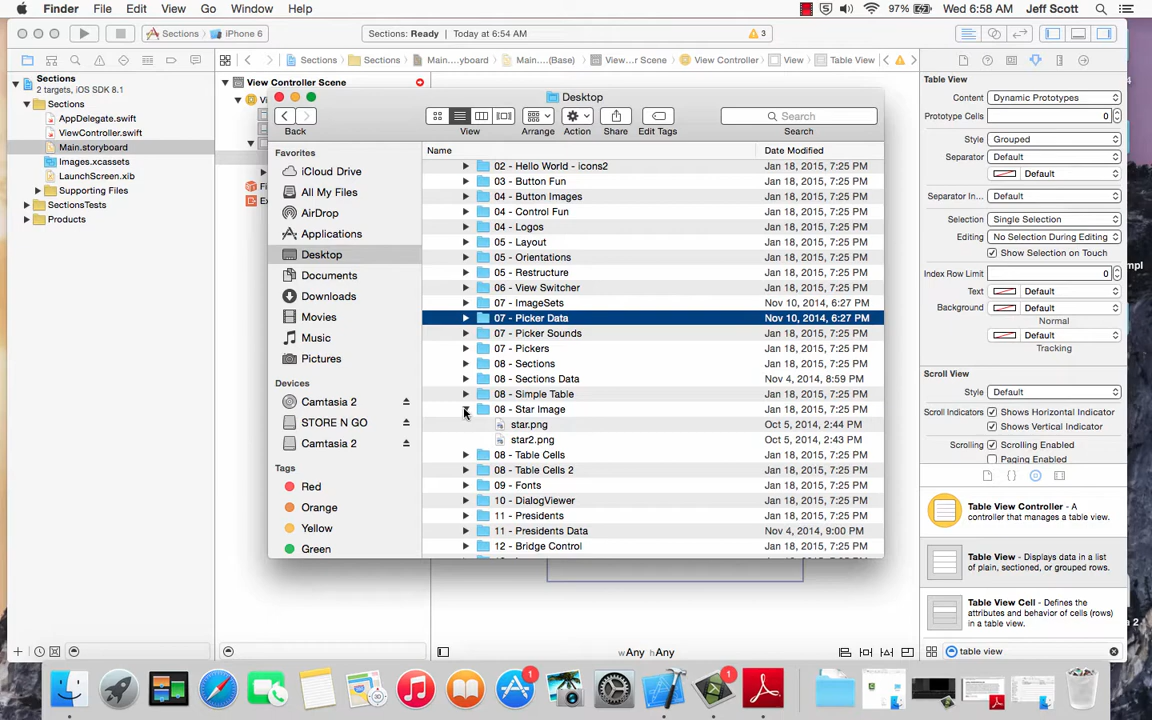 Finder File Edit View Go Window Help 97% Wed 6:58 AM Jeff Scott
Sections iPhone 6 Sections: Ready Today at 6:54 AM 3
Sections Sections Main....yboard Main....(Base) View...r Scene View Controller View Table View
Sections
2 targets, iOS SDK 8.1
Sections
AppDelegate.swift
ViewController.swift
Main.storyboard
Images.xcassets
LaunchScreen.xib
Supporting Files
SectionsTests
Products
View Controller Scene
Desktop
Back View Arrange Action Share Edit Tags Search
Search
Favorites
iCloud Drive
All My Files
AirDrop
Applications
Desktop
Documents
Downloads
Movies
Music
Pictures
Devices
Camtasia 2
STORE N GO
Camtasia 2
Tags
Red
Orange
Yellow
Green
Name Date Modified
02 - Hello World - icons2 Jan 18, 2015, 7:25 PM
03 - Button Fun Jan 18, 2015, 7:25 PM
04 - Button Images Jan 18, 2015, 7:25 PM
04 - Control Fun Jan 18, 2015, 7:25 PM
04 - Logos Jan 18, 2015, 7:25 PM
05 - Layout Jan 18, 2015, 7:25 PM
05 - Orientations Jan 18, 2015, 7:25 PM
05 - Restructure Jan 18, 2015, 7:25 PM
06 - View Switcher Jan 18, 2015, 7:25 PM
07 - ImageSets Nov 10, 2014, 6:27 PM
07 - Picker Data Nov 10, 2014, 6:27 PM
07 - Picker Sounds Jan 18, 2015, 7:25 PM
07 - Pickers Jan 18, 2015, 7:25 PM
08 - Sections Jan 18, 2015, 7:25 PM
08 - Sections Data Nov 4, 2014, 8:59 PM
08 - Simple Table Jan 18, 2015, 7:25 PM
08 - Star Image Jan 18, 2015, 7:25 PM
star.png Oct 5, 2014, 2:44 PM
star2.png Oct 5, 2014, 2:43 PM
08 - Table Cells Jan 18, 2015, 7:25 PM
08 - Table Cells 2 Jan 18, 2015, 7:25 PM
09 - Fonts Jan 18, 2015, 7:25 PM
10 - DialogViewer Jan 18, 2015, 7:25 PM
11 - Presidents Jan 18, 2015, 7:25 PM
11 - Presidents Data Nov 4, 2014, 9:00 PM
12 - Bridge Control Jan 18, 2015, 7:25 PM
Table View
Content Dynamic Prototypes
Prototype Cells 0
Style Grouped
Separator Default
Default
Separator In... Default
Selection Single Selection
Editing No Selection During Editing
Show Selection on Touch
Index Row Limit 0
Text Default
Background Default
Normal
Default
Tracking
Scroll View
Style Default
Scroll Indicators Shows Horizontal Indicator
Shows Vertical Indicator
Scrolling Scrolling Enabled
Paging Enabled
Table View Controller - A
controller that manages a table view.
Table View - Displays data in a list
of plain, sectioned, or grouped rows.
Table View Cell - Defines the
attributes and behavior of cells (rows)
in a table view.
wAny hAny
table view
1
1